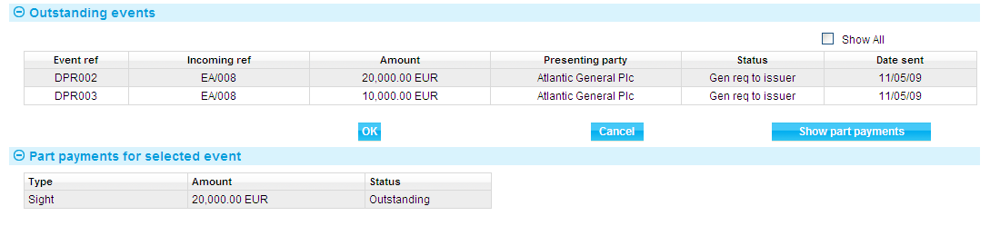 Outstanding events
Show All
Event ref Incoming ref Amount Presenting party Status Date sent
DPR002 EA/008 20,000.00 EUR Atlantic General Plc Gen req to issuer 11/05/09
DPR003 EA/008 10,000.00 EUR Atlantic General Plc Gen req to issuer 11/05/09
OK Cancel Show part payments
Part payments for selected event
Type Amount Status
Sight 20,000.00 EUR Outstanding